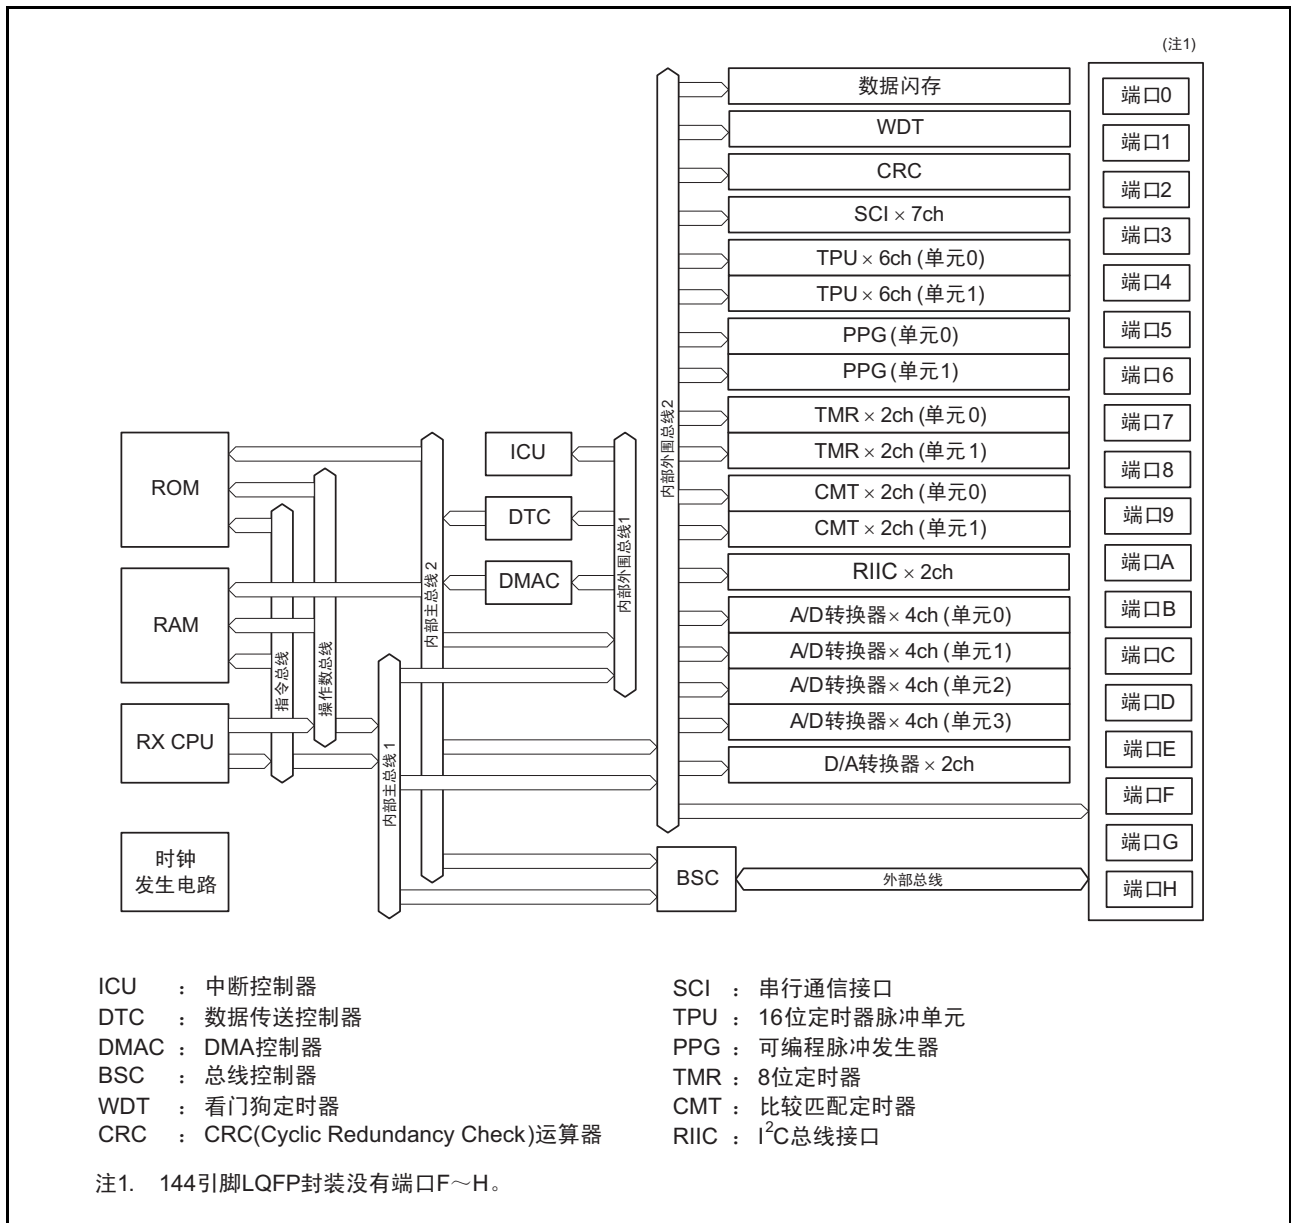 (注1)
数据闪存
WDT
CRC
SCI × 7ch
TPU × 6ch (单元0)
TPU × 6ch (单元1)
PPG (单元0)
PPG (单元1)
TMR × 2ch (单元0)
TMR × 2ch (单元1)
CMT × 2ch (单元0)
CMT × 2ch (单元1)
RIIC × 2ch
A/D转换器 × 4ch (单元0)
A/D转换器 × 4ch (单元1)
A/D转换器 × 4ch (单元2)
A/D转换器 × 4ch (单元3)
D/A转换器 × 2ch
端口0
端口1
端口2
端口3
端口4
端口5
端口6
端口7
端口8
端口9
端口A
端口B
端口C
端口D
端口E
端口F
端口G
端口H
ROM
RAM
RX CPU
时钟
发生电路
指令总线
操作数总线
内部主总线1
内部主总线2
ICU
DTC
DMAC
内部外围总线1
内部外围总线2
BSC
外部总线
ICU : 中断控制器
DTC : 数据传送控制器
DMAC : DMA控制器
BSC : 总线控制器
WDT : 看门狗定时器
CRC : CRC(Cyclic Redundancy Check)运算器
SCI : 串行通信接口
TPU : 16位定时器脉冲单元
PPG : 可编程脉冲发生器
TMR : 8位定时器
CMT : 比较匹配定时器
RIIC : I²C总线接口
注1. 144引脚LQFP封装没有端口F～H。